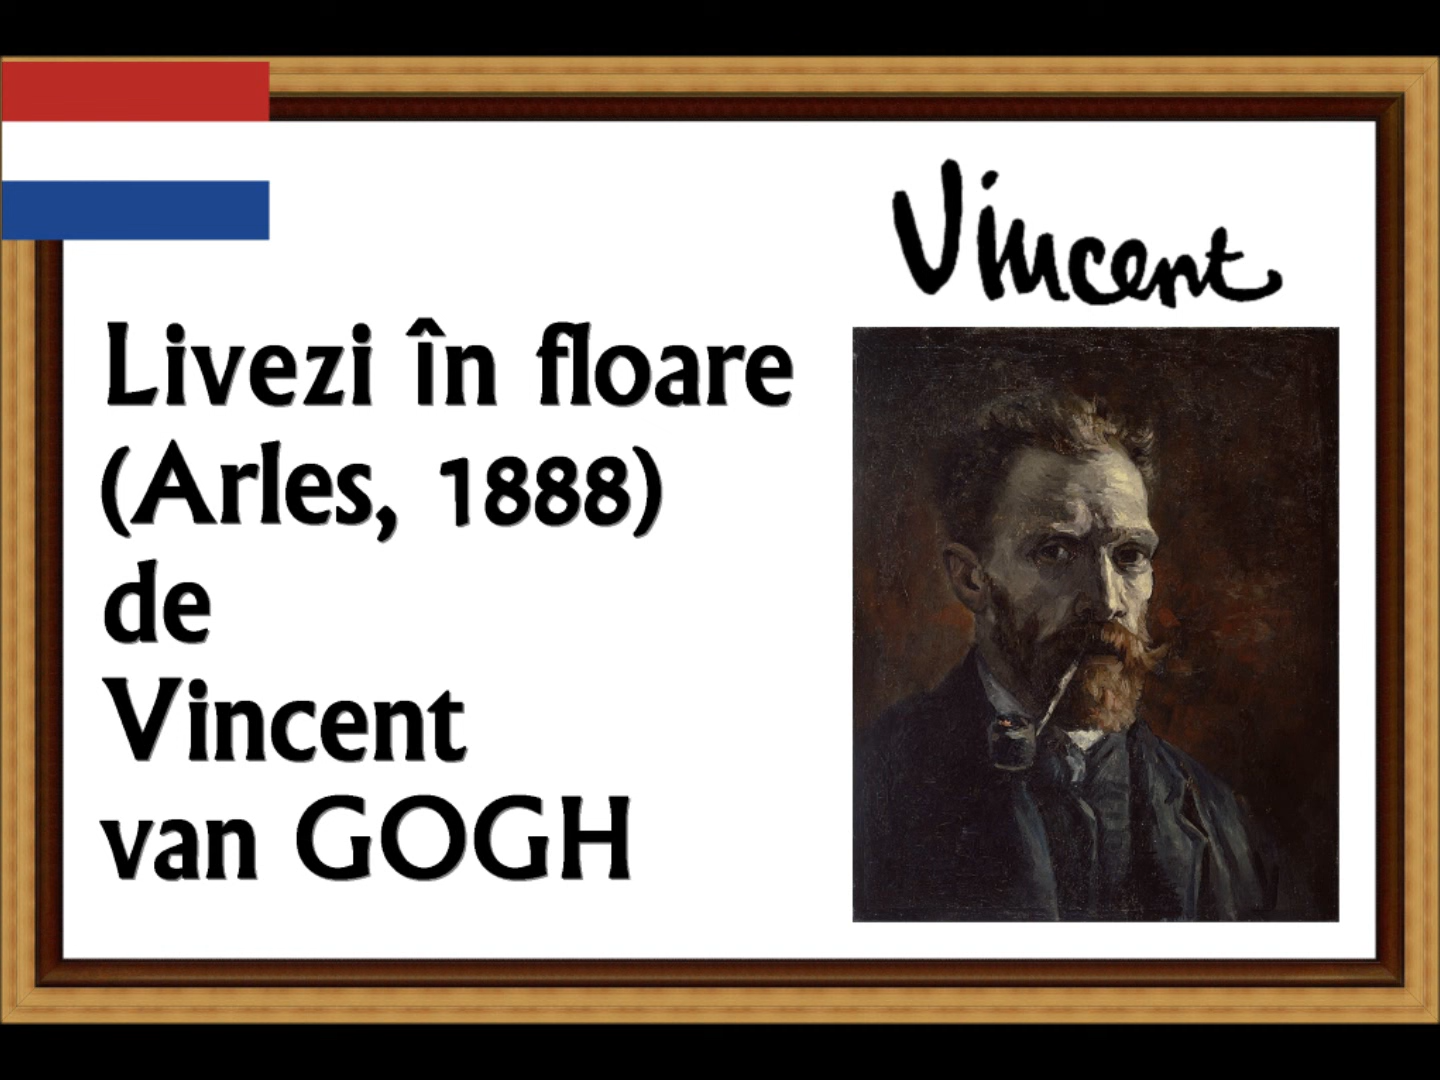 Vincent
Livezi în floare
(Arles, 1888)
de
Vincent
van GOGH